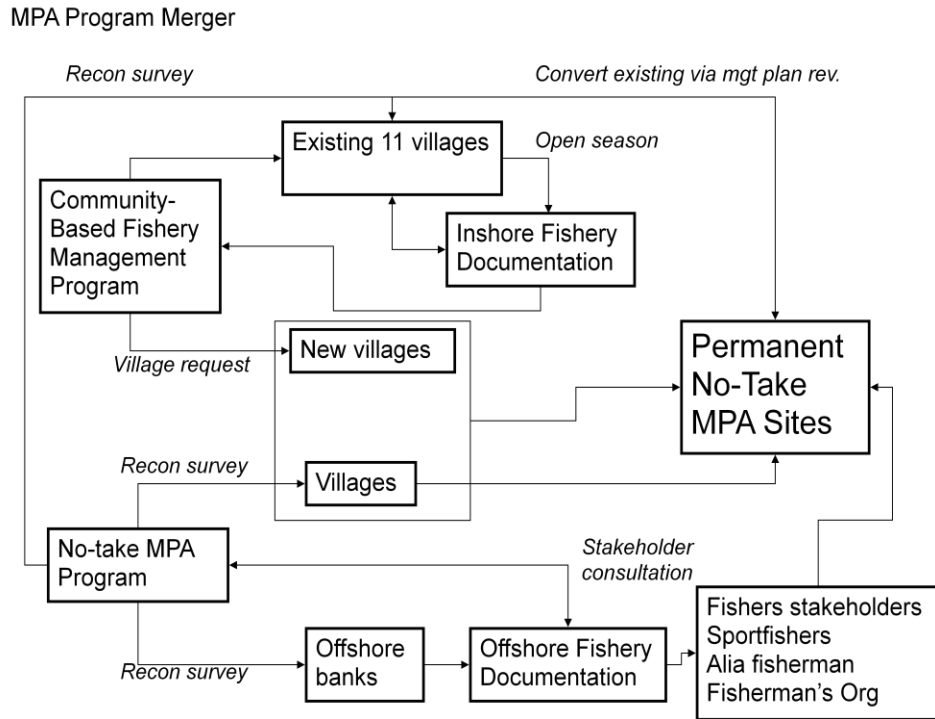 MPA Program Merger
Recon survey
Convert existing via mgt plan rev.
Existing 11 villages
Open season
Community-
Based Fishery
Management
Program
Inshore Fishery
Documentation
Village request
New villages
Permanent
No-Take
MPA Sites
Recon survey
Villages
No-take MPA
Program
Stakeholder
consultation
Recon survey
Offshore
banks
Offshore Fishery
Documentation
Fishers stakeholders
Sportfishers
Alia fisherman
Fisherman's Org